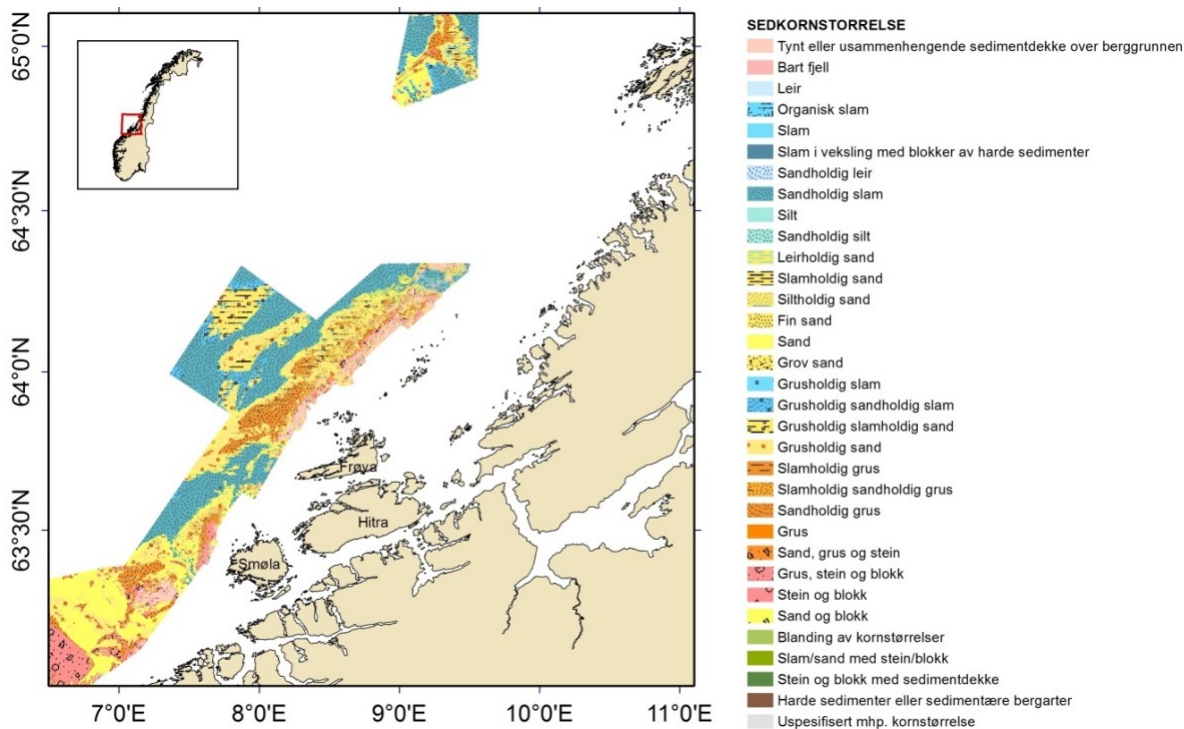 65°0'N
64°30'N
64°0'N
63°30'N
Frøya
Hitra
Smøla
7°0'E
8°0'E
9°0'E
10°0'E
11°0'E
SEDKORNSTORRELSE
Tynt eller usammenhengende sedimentdekke over berggrunnen
Bart fjell
Leir
Organisk slam
Slam
Slam i veksling med blokker av harde sedimenter
Sandholdig leir
Sandholdig slam
Silt
Sandholdig silt
Leirholdig sand
Slamholdig sand
Siltholdig sand
Fin sand
Sand
Grov sand
Grusholdig slam
Grusholdig sandholdig slam
Grusholdig slamholdig sand
Grusholdig sand
Slamholdig grus
Slamholdig sandholdig grus
Sandholdig grus
Grus
Sand, grus og stein
Grus, stein og blokk
Stein og blokk
Sand og blokk
Blanding av kornstørrelser
Slam/sand med stein/blokk
Stein og blokk med sedimentdekke
Harde sedimenter eller sedimentære bergarter
Uspesifisert mhp. kornstørrelse